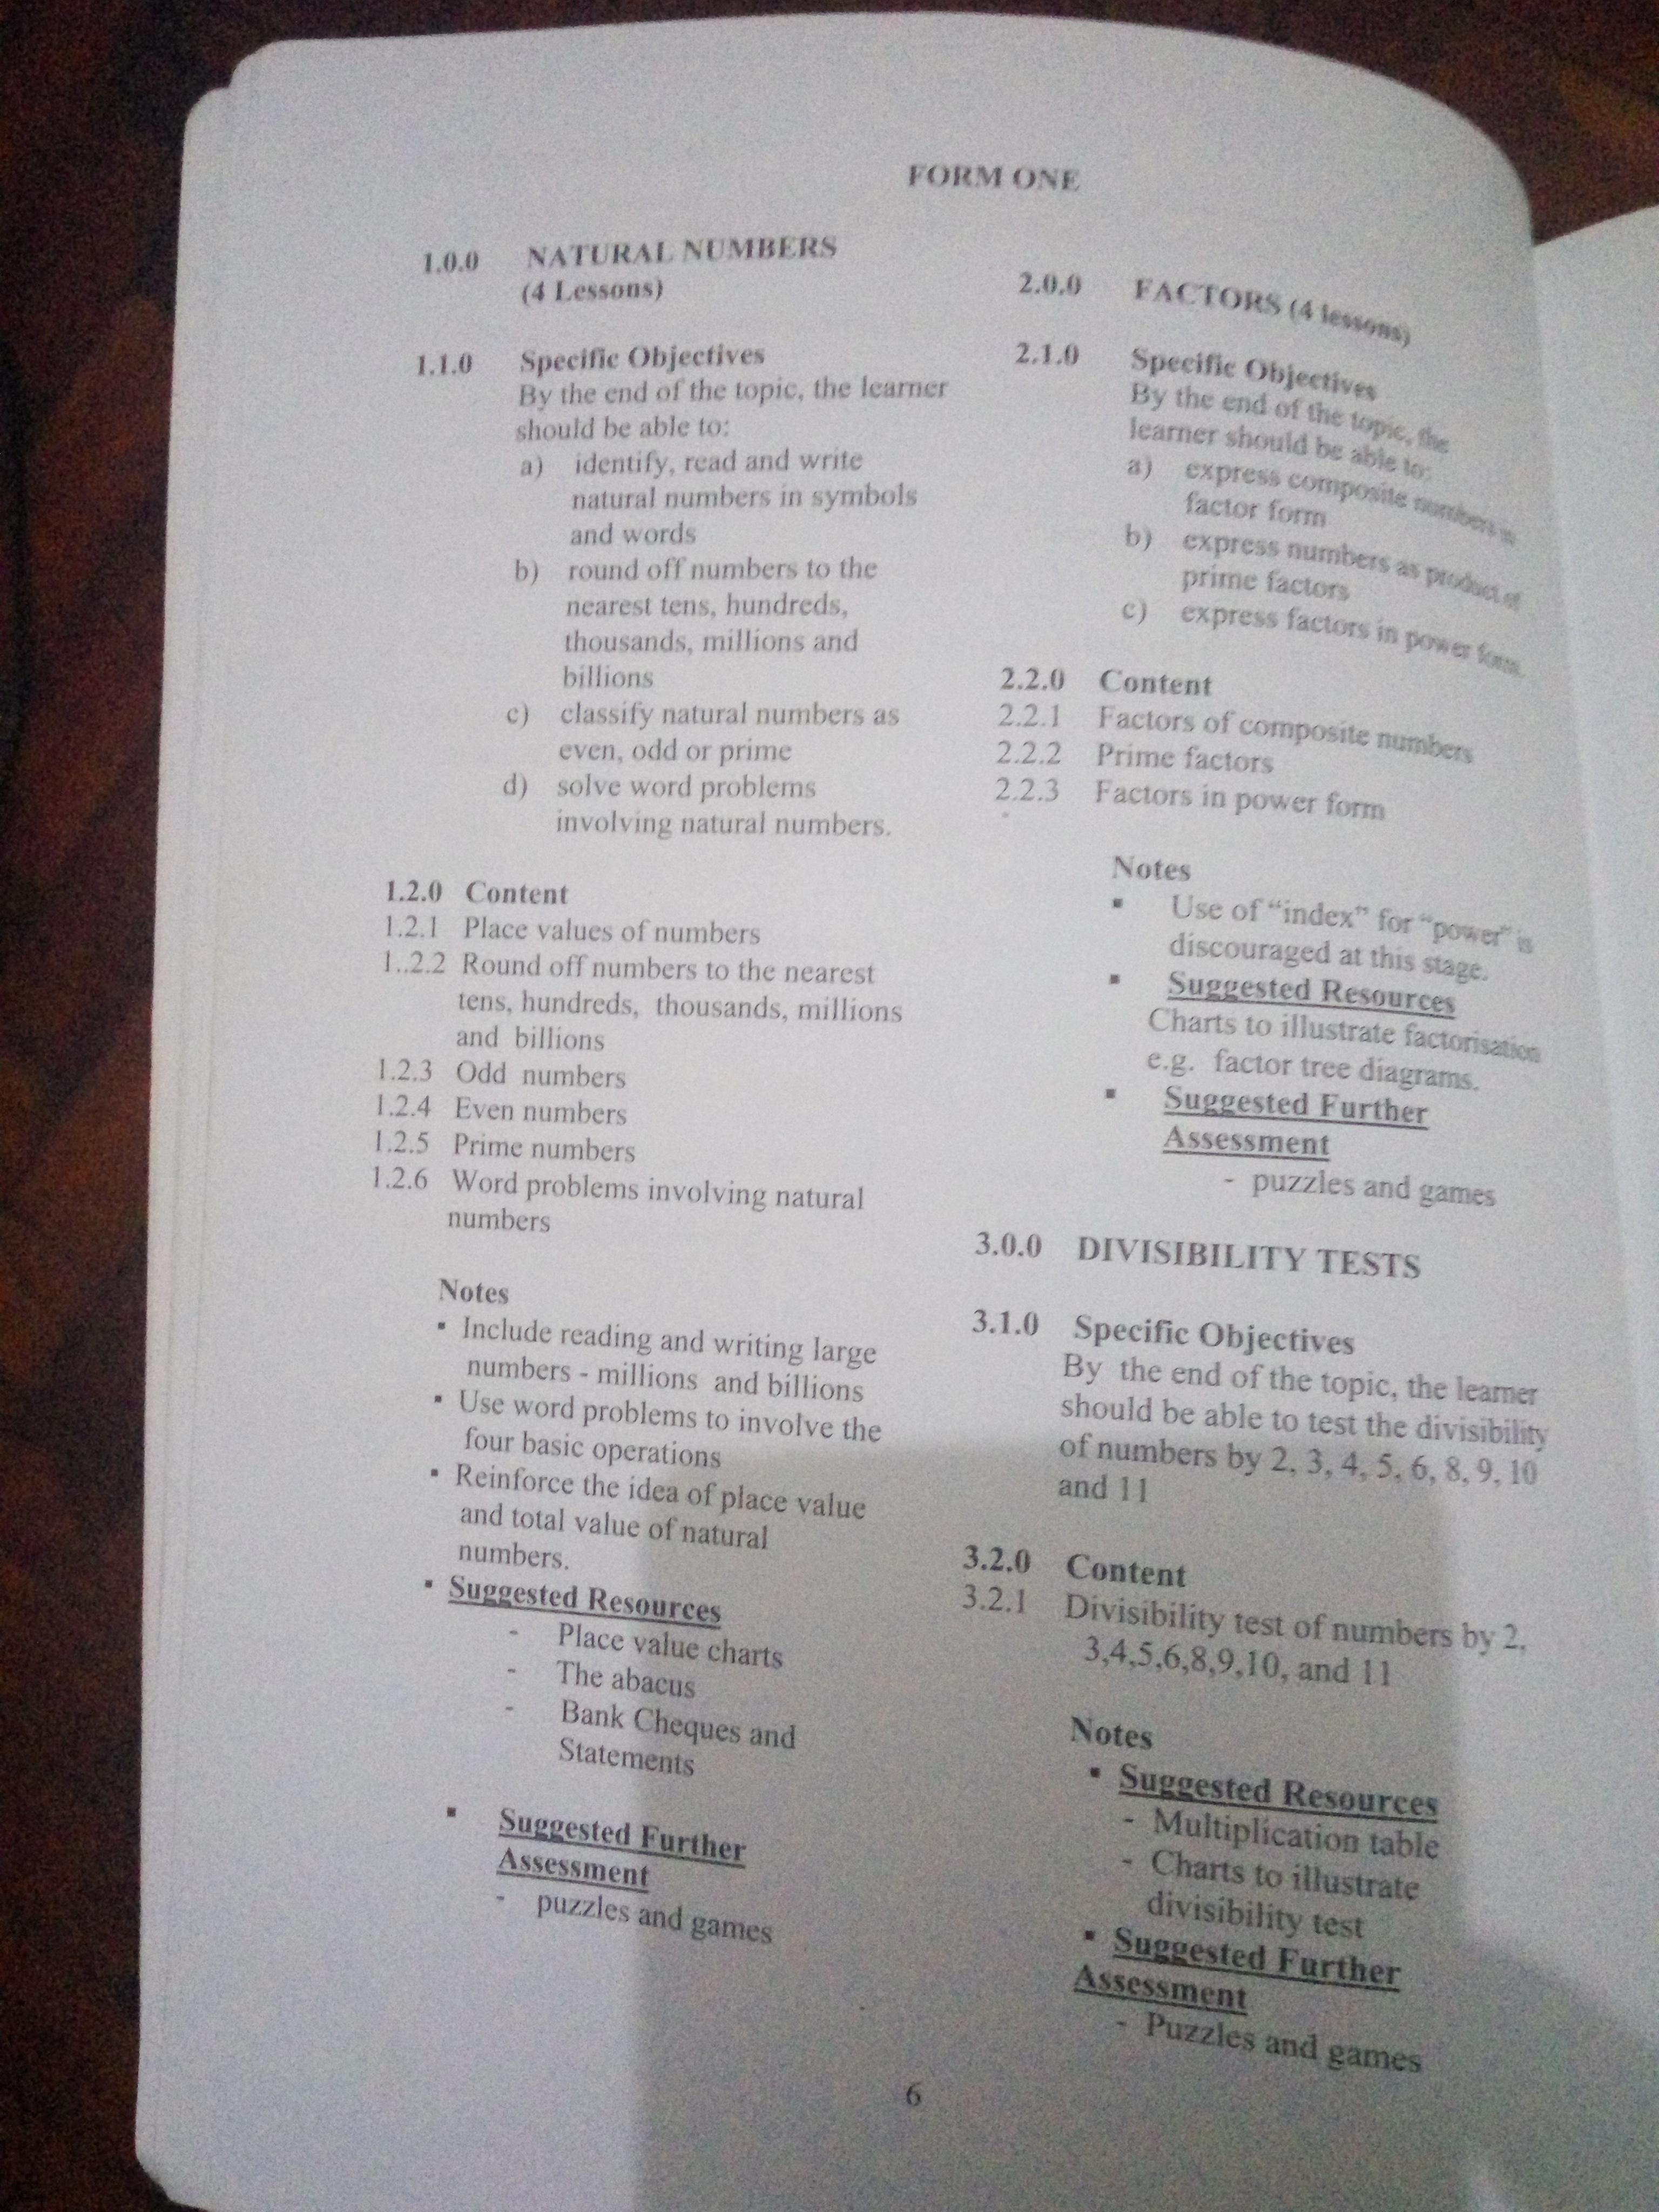 FORM ONE
1.0.0 NATURAL NUMBERS
(4 Lessons)
1.1.0 Specific Objectives
By the end of the topic, the learner
should be able to:
a) identify, read and write
natural numbers in symbols
and words
b) round off numbers to the
nearest tens, hundreds,
thousands, millions and
billions
c) classify natural numbers as
even, odd or prime
d) solve word problems
involving natural numbers.
1.2.0 Content
1.2.1 Place values of numbers
1..2.2 Round off numbers to the nearest
tens, hundreds, thousands, millions
and billions
1.2.3 Odd numbers
1.2.4 Even numbers
1.2.5 Prime numbers
1.2.6 Word problems involving natural
numbers
Notes
▪ Include reading and writing large
numbers - millions and billions
▪ Use word problems to involve the
four basic operations
▪ Reinforce the idea of place value
and total value of natural
numbers.
▪ Suggested Resources
- Place value charts
- The abacus
- Bank Cheques and
Statements
▪ Suggested Further
Assessment
- puzzles and games
2.0.0 FACTORS (4 lessons)
2.1.0 Specific Objectives
By the end of the topic, the
learner should be able to:
a) express composite numbers in
factor form
b) express numbers as product of
prime factors
c) express factors in power form.
2.2.0 Content
2.2.1 Factors of composite numbers
2.2.2 Prime factors
2.2.3 Factors in power form
Notes
▪ Use of “index” for “power” is
discouraged at this stage.
▪ Suggested Resources
Charts to illustrate factorisation
e.g. factor tree diagrams.
▪ Suggested Further
Assessment
- puzzles and games
3.0.0 DIVISIBILITY TESTS
3.1.0 Specific Objectives
By the end of the topic, the learner
should be able to test the divisibility
of numbers by 2, 3, 4, 5, 6, 8, 9, 10
and 11
3.2.0 Content
3.2.1 Divisibility test of numbers by 2,
3,4,5,6,8,9,10, and 11
Notes
▪ Suggested Resources
- Multiplication table
- Charts to illustrate
divisibility test
▪ Suggested Further
Assessment
- Puzzles and games
6